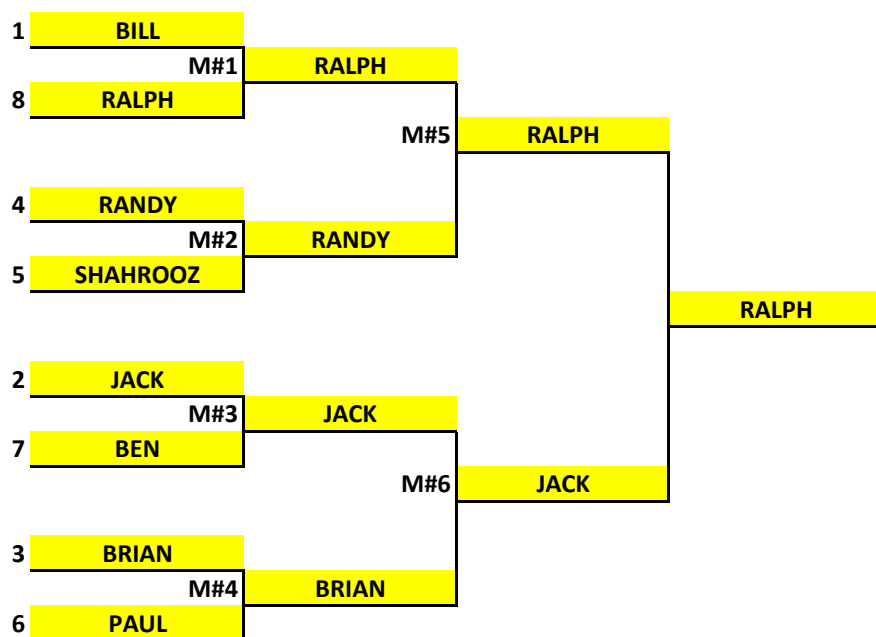 1 BILL
M#1 RALPH
8 RALPH
M#5 RALPH
4 RANDY
M#2 RANDY
5 SHAHROOZ
RALPH
2 JACK
M#3 JACK
7 BEN
M#6 JACK
3 BRIAN
M#4 BRIAN
6 PAUL